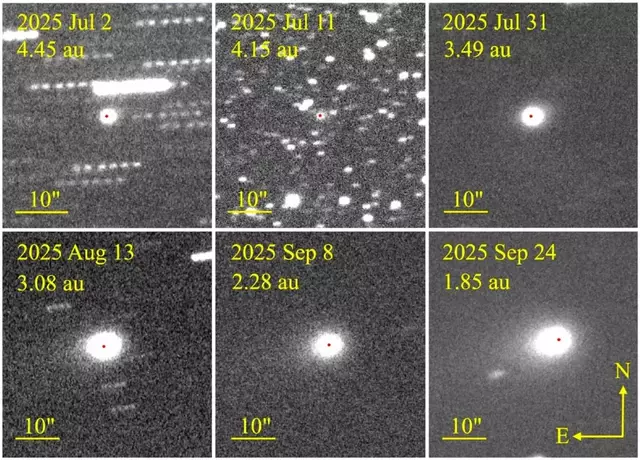 2025 Jul 2
4.45 au
10"
2025 Jul 11
4.15 au
10"
2025 Jul 31
3.49 au
10"
2025 Aug 13
3.08 au
10"
2025 Sep 8
2.28 au
10"
2025 Sep 24
1.85 au
10"
N
E